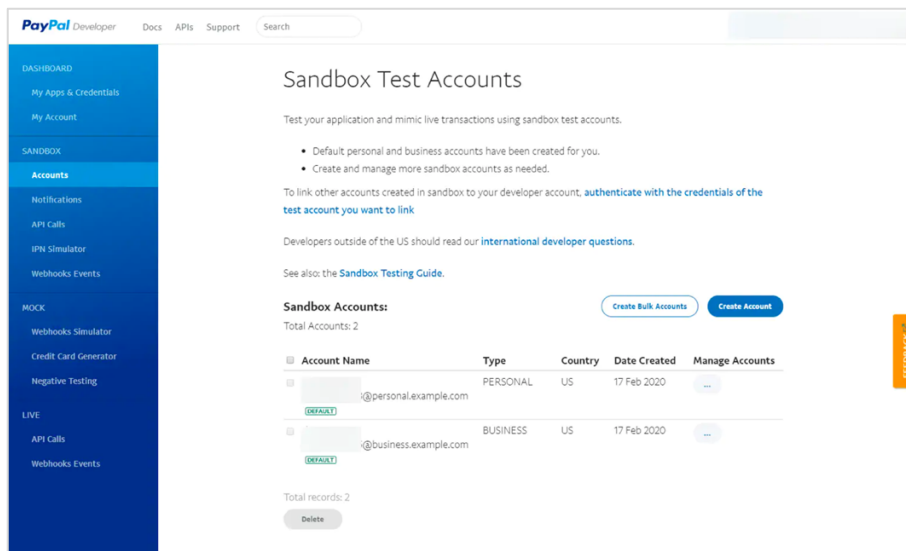 PayPal Developer
Docs
APIs
Support
Search
DASHBOARD
My Apps & Credentials
My Account
SANDBOX
Accounts
Notifications
API Calls
IPN Simulator
Webhooks Events
MOCK
Webhooks Simulator
Credit Card Generator
Negative Testing
LIVE
API Calls
Webhooks Events
Sandbox Test Accounts
Test your application and mimic live transactions using sandbox test accounts.
• Default personal and business accounts have been created for you.
• Create and manage more sandbox accounts as needed.
To link other accounts created in sandbox to your developer account, authenticate with the credentials of the
test account you want to link
Developers outside of the US should read our international developer questions.
See also: the Sandbox Testing Guide.
Sandbox Accounts:
Create Bulk Accounts
Create Account
Total Accounts: 2
Account Name Type Country Date Created Manage Accounts
@personal.example.com PERSONAL US 17 Feb 2020 ...
DEFAULT
@business.example.com BUSINESS US 17 Feb 2020 ...
DEFAULT
Total records: 2
Delete
FEEDBACK